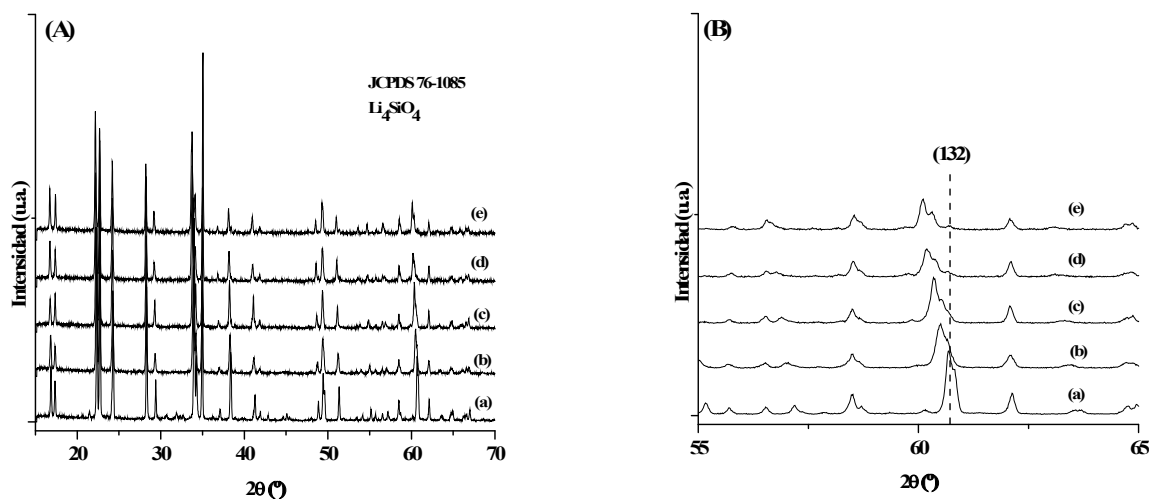 (A)
JCPDS 76-1085
Li4SiO4
Intensidad (u.a.)
(e)
(d)
(c)
(b)
(a)
20 30 40 50 60 70
2θ (º)
(B)
(132)
Intensidad (u.a.)
(e)
(d)
(c)
(b)
(a)
55 60 65
2θ (º)